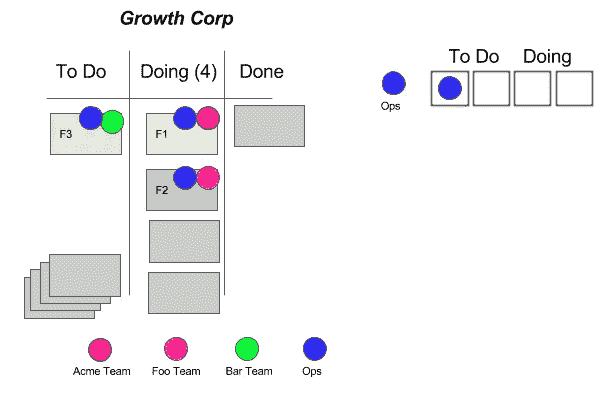 Growth Corp
To Do Doing (4) Done
To Do Doing
Ops
F3
F1
F2
Acme Team Foo Team Bar Team Ops